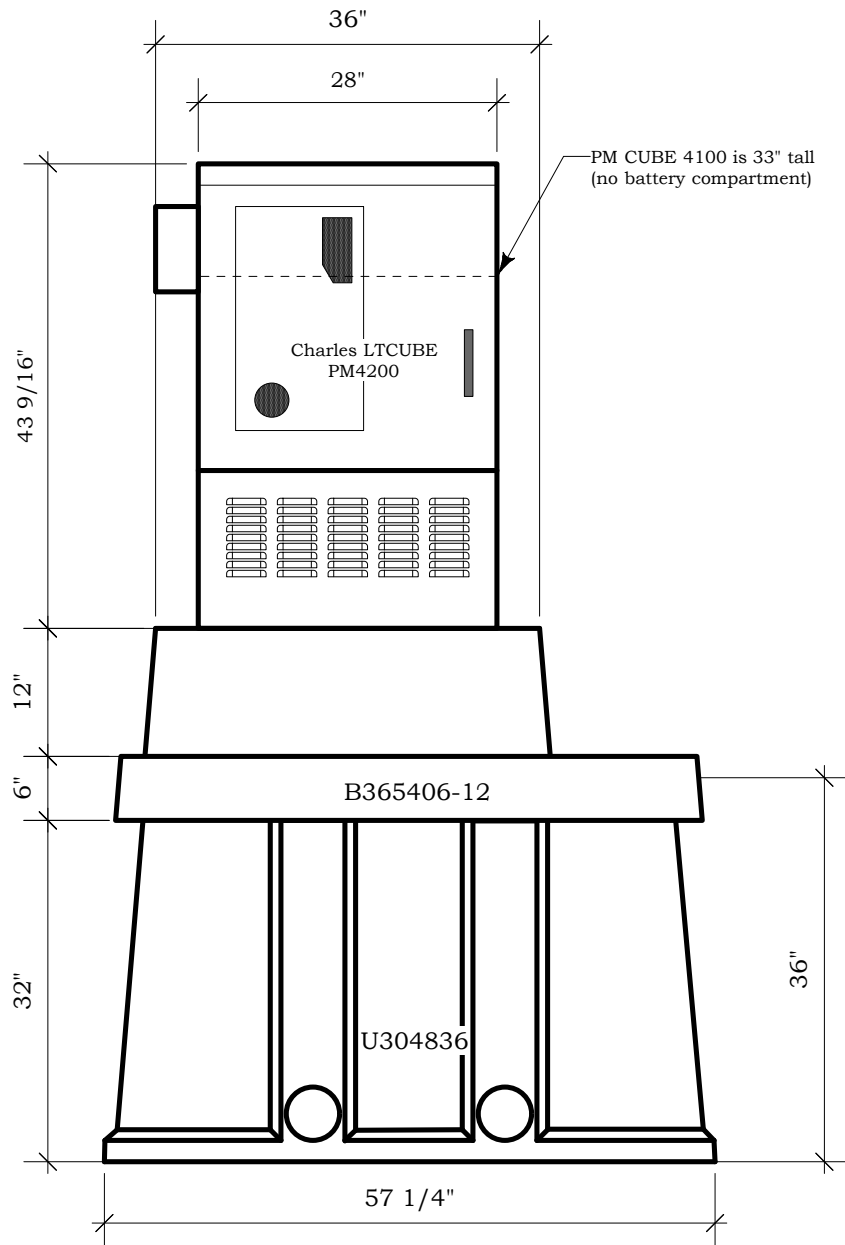 36"
28"
PM CUBE 4100 is 33" tall
(no battery compartment)
Charles LTCUBE
PM4200
43 9/16"
12"
6"
B365406-12
32"
36"
U304836
57 1/4"